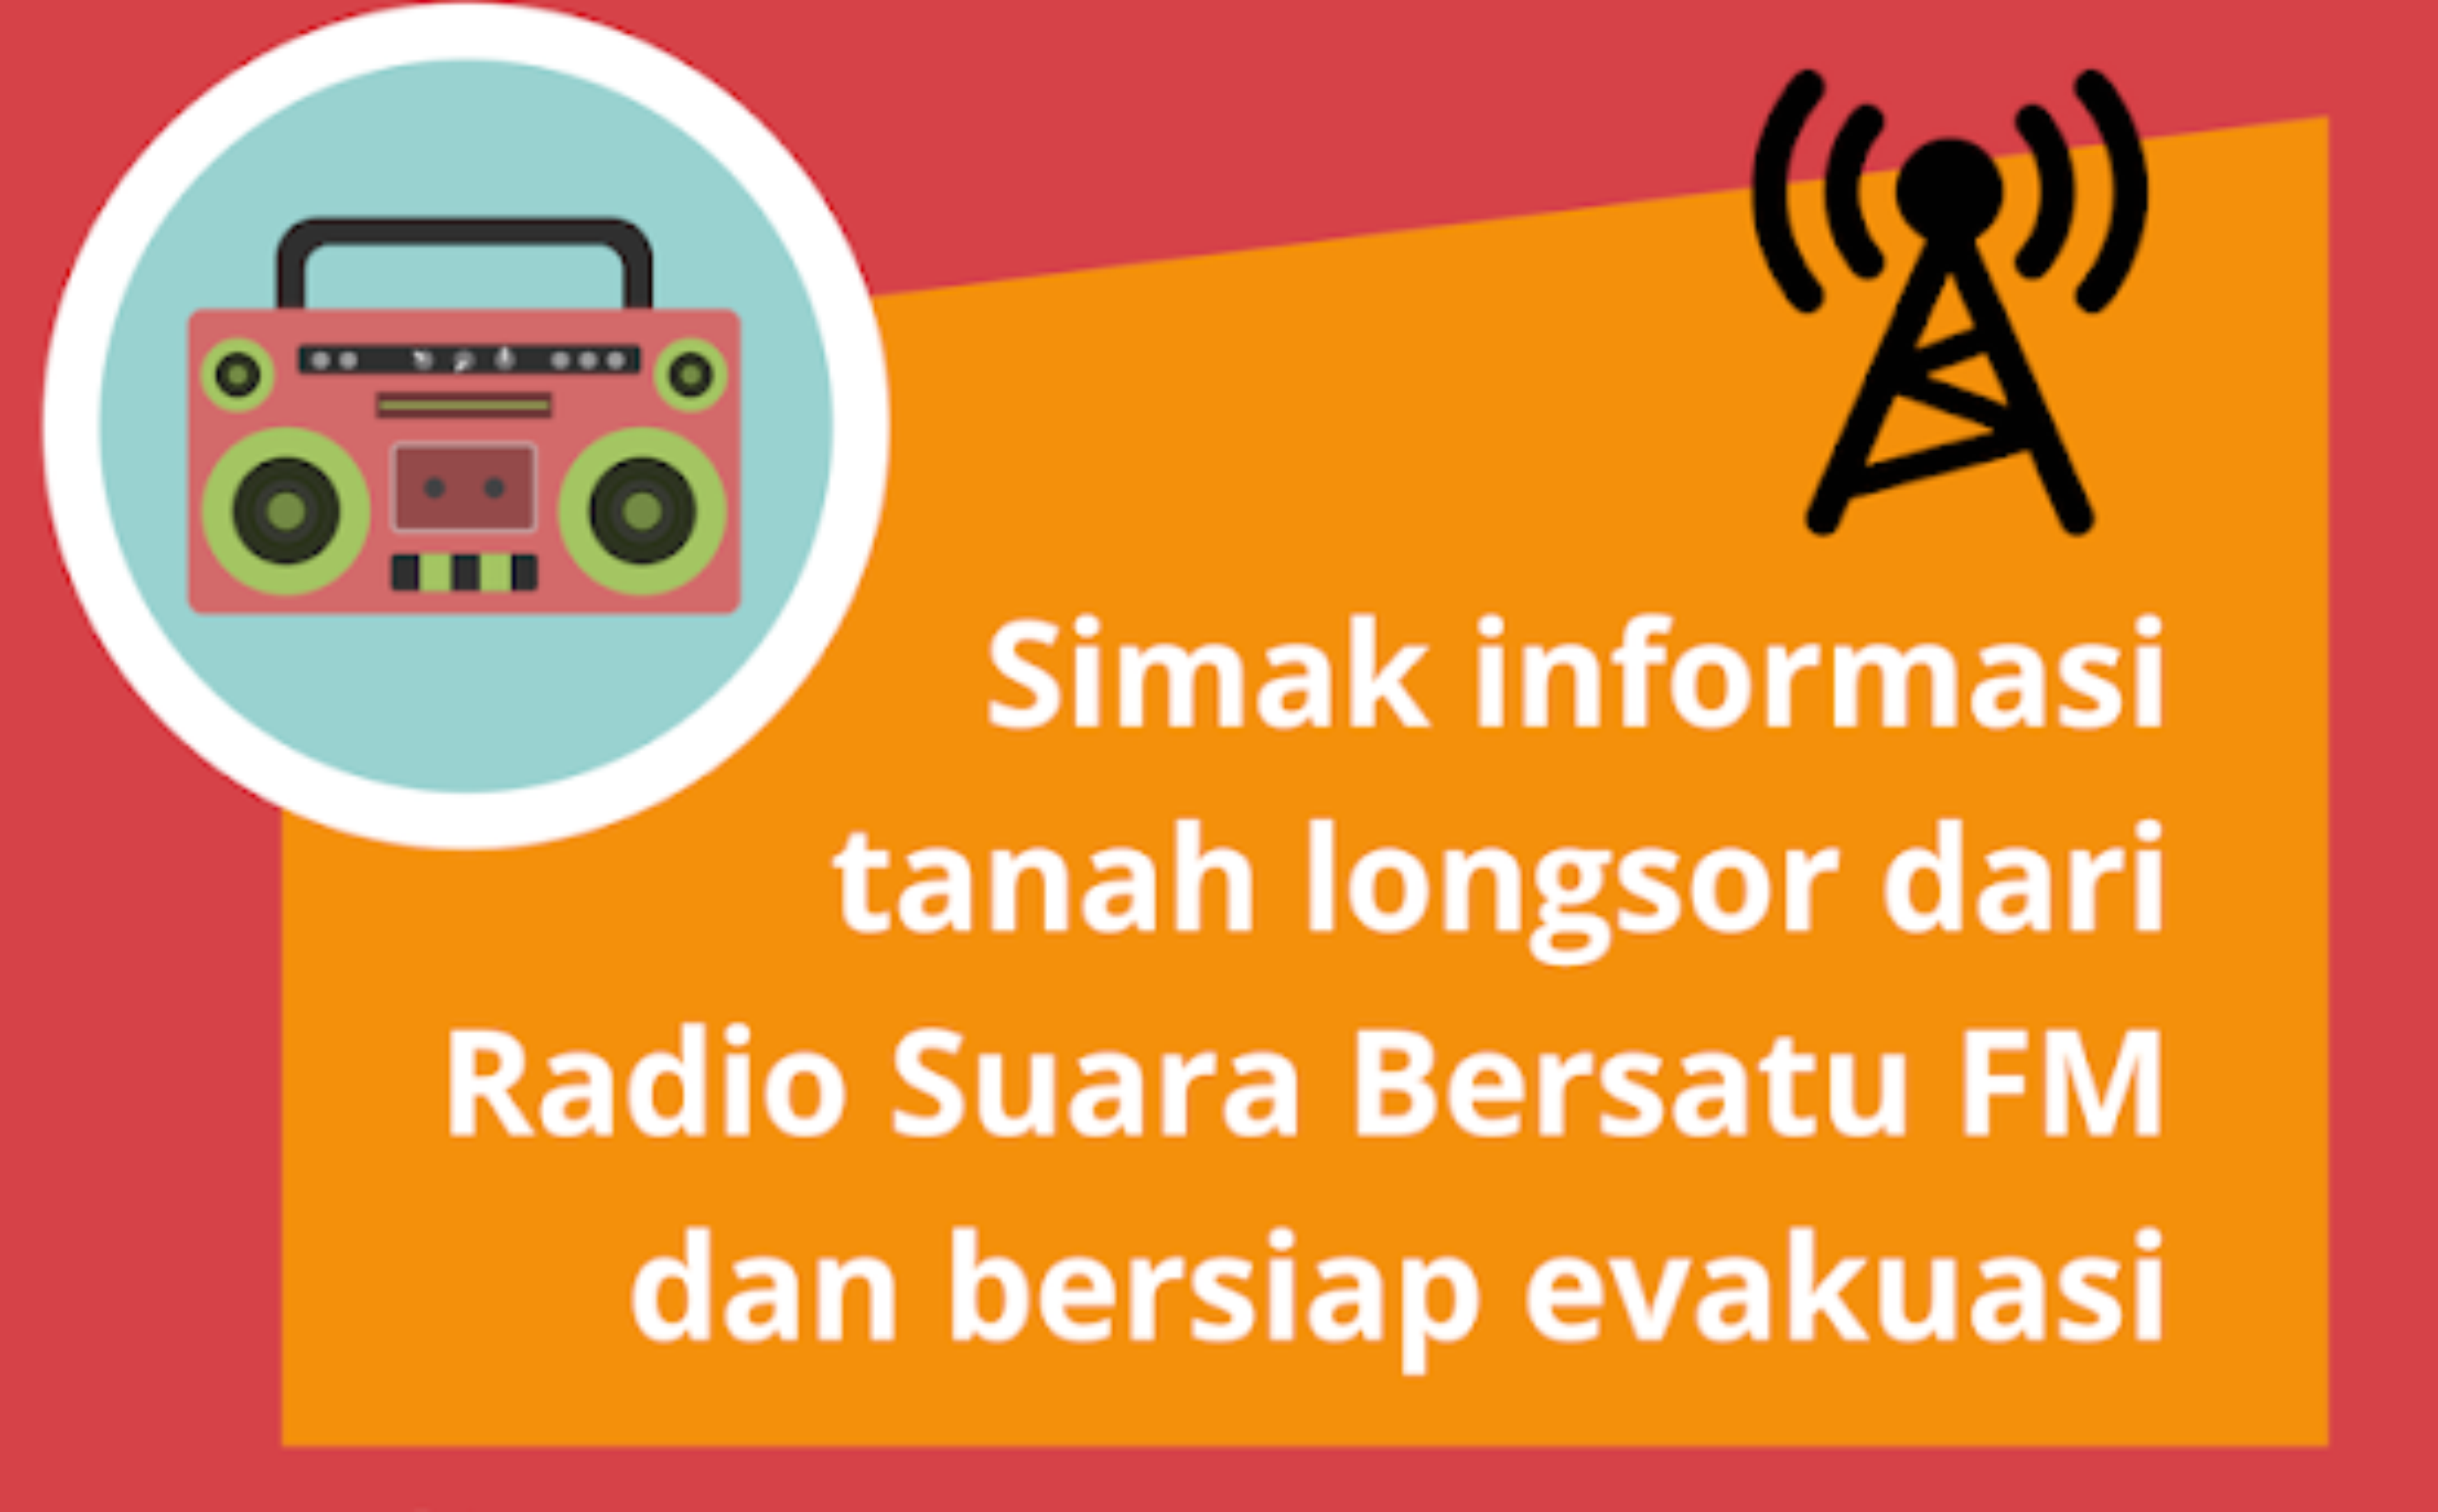 Simak informasi
tanah longsor dari
Radio Suara Bersatu FM
dan bersiap evakuasi